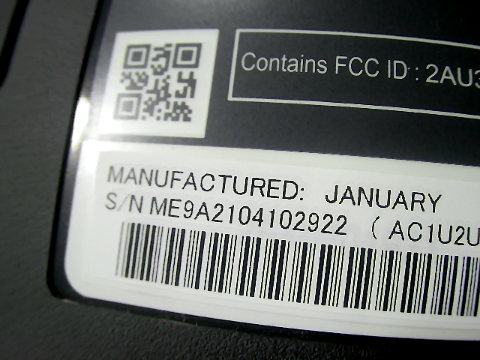 Contains FCC ID : 2AU3
MANUFACTURED: JANUARY
S/N ME9A2104102922 ( AC1U2U